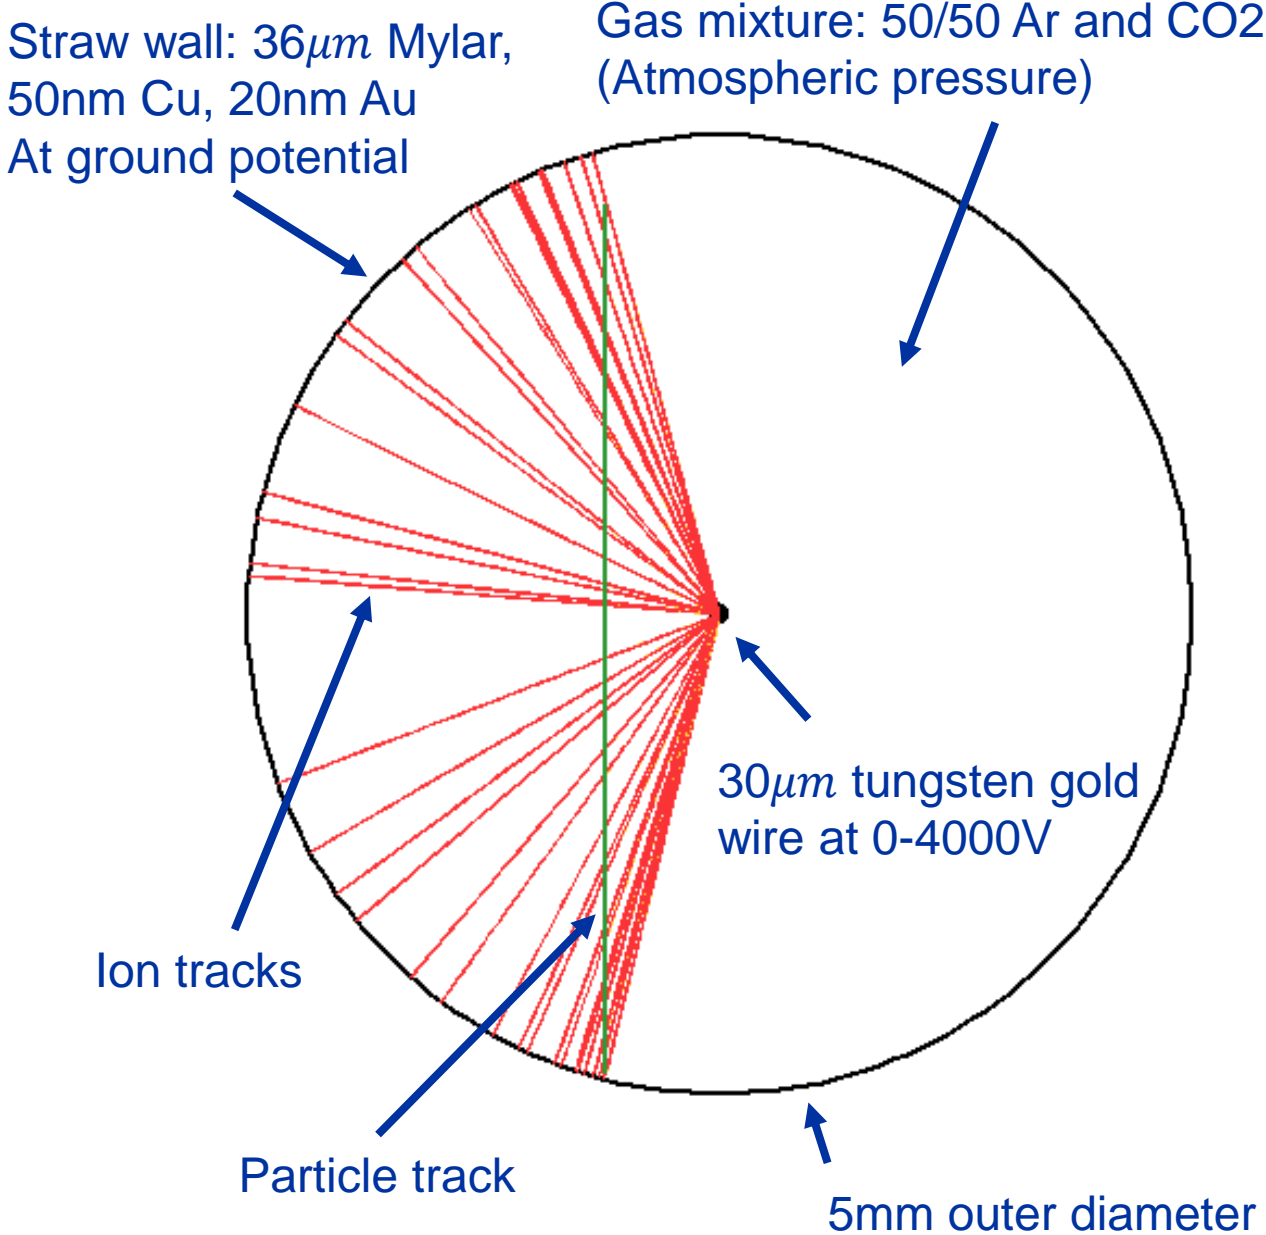 Straw wall: 36μm Mylar,
50nm Cu, 20nm Au
At ground potential
Gas mixture: 50/50 Ar and CO2
(Atmospheric pressure)
30μm tungsten gold
wire at 0-4000V
Ion tracks
Particle track
5mm outer diameter